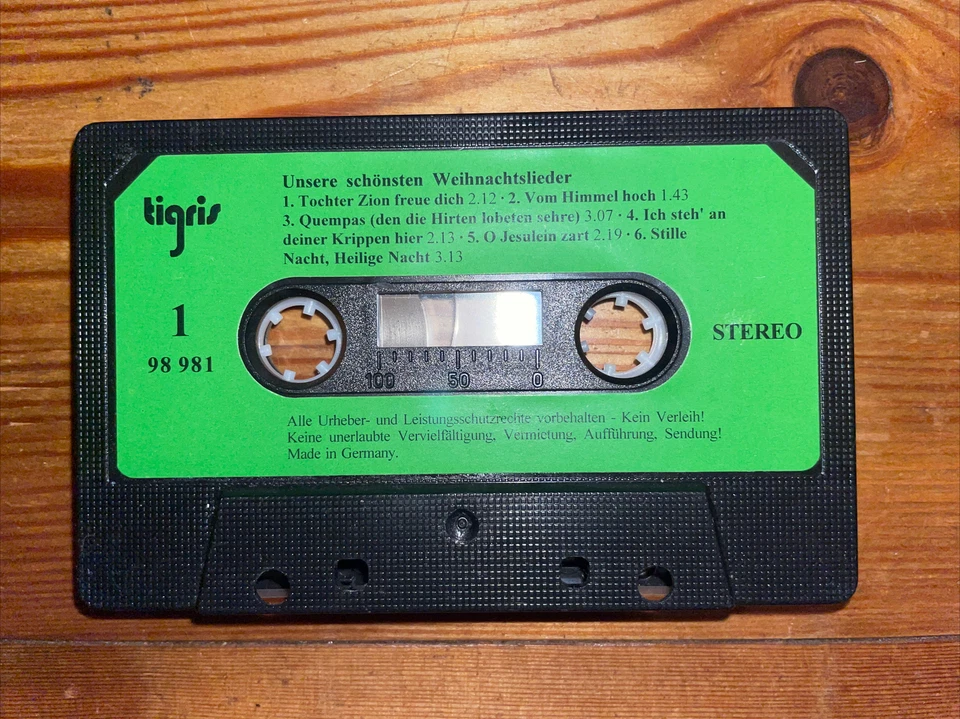 Unsere schönsten Weihnachtslieder
1. Tochter Zion freue dich 2.12 · 2. Vom Himmel hoch 1.43
3. Quempas (den die Hirten lobeten sehre) 3.07 · 4. Ich steh' an
deiner Krippen hier 2.13 · 5. O Jesulein zart 2.19 · 6. Stille
Nacht, Heilige Nacht 3.13
tigris
1
98 981
STEREO
100 50 0
Alle Urheber- und Leistungsschutzrechte vorbehalten - Kein Verleih!
Keine unerlaubte Vervielfältigung, Vermietung, Aufführung, Sendung!
Made in Germany.